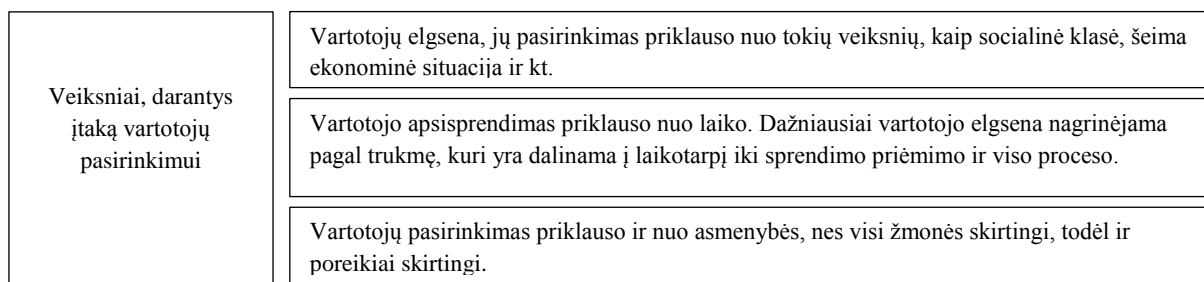 Veiksniai, darantys
įtaką vartotojų
pasirinkimui
Vartotojų elgsena, jų pasirinkimas priklauso nuo tokių veiksnių, kaip socialinė klasė, šeima
ekonominė situacija ir kt.
Vartotojo apsisprendimas priklauso nuo laiko. Dažniausiai vartotojo elgsena nagrinėjama
pagal trukmę, kuri yra dalinama į laikotarpį iki sprendimo priėmimo ir viso proceso.
Vartotojų pasirinkimas priklauso ir nuo asmenybės, nes visi žmonės skirtingi, todėl ir
poreikiai skirtingi.